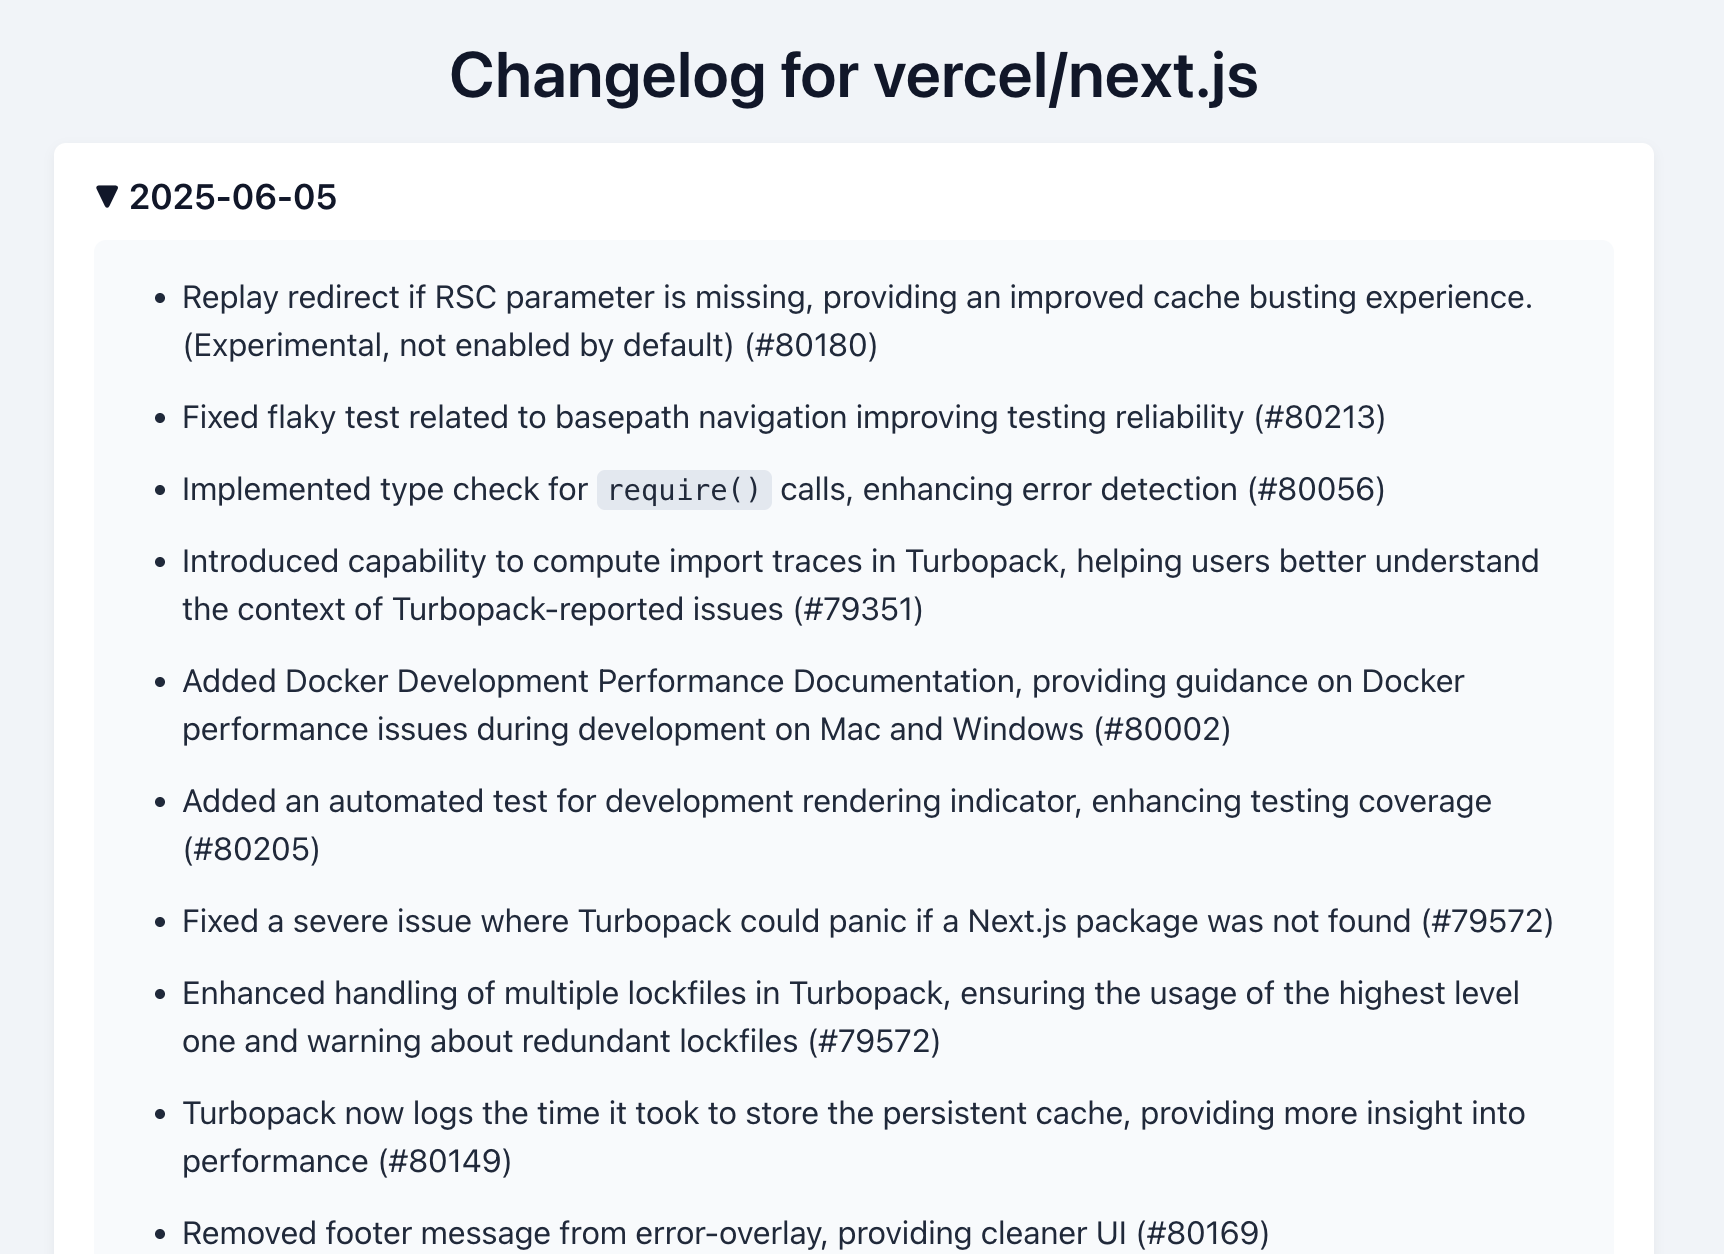 Changelog for vercel/next.js
▼ 2025-06-05
• Replay redirect if RSC parameter is missing, providing an improved cache busting experience.
(Experimental, not enabled by default) (#80180)
• Fixed flaky test related to basepath navigation improving testing reliability (#80213)
• Implemented type check for require() calls, enhancing error detection (#80056)
• Introduced capability to compute import traces in Turbopack, helping users better understand
the context of Turbopack-reported issues (#79351)
• Added Docker Development Performance Documentation, providing guidance on Docker
performance issues during development on Mac and Windows (#80002)
• Added an automated test for development rendering indicator, enhancing testing coverage
(#80205)
• Fixed a severe issue where Turbopack could panic if a Next.js package was not found (#79572)
• Enhanced handling of multiple lockfiles in Turbopack, ensuring the usage of the highest level
one and warning about redundant lockfiles (#79572)
• Turbopack now logs the time it took to store the persistent cache, providing more insight into
performance (#80149)
• Removed footer message from error-overlay, providing cleaner UI (#80169)